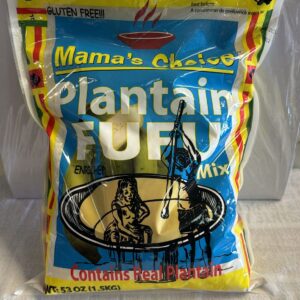 GLUTEN FREE!!!
Mama's Choice
Plantain
FUFU
Mix
Contains Real Plantain
WT: 53 OZ (1.5KG)